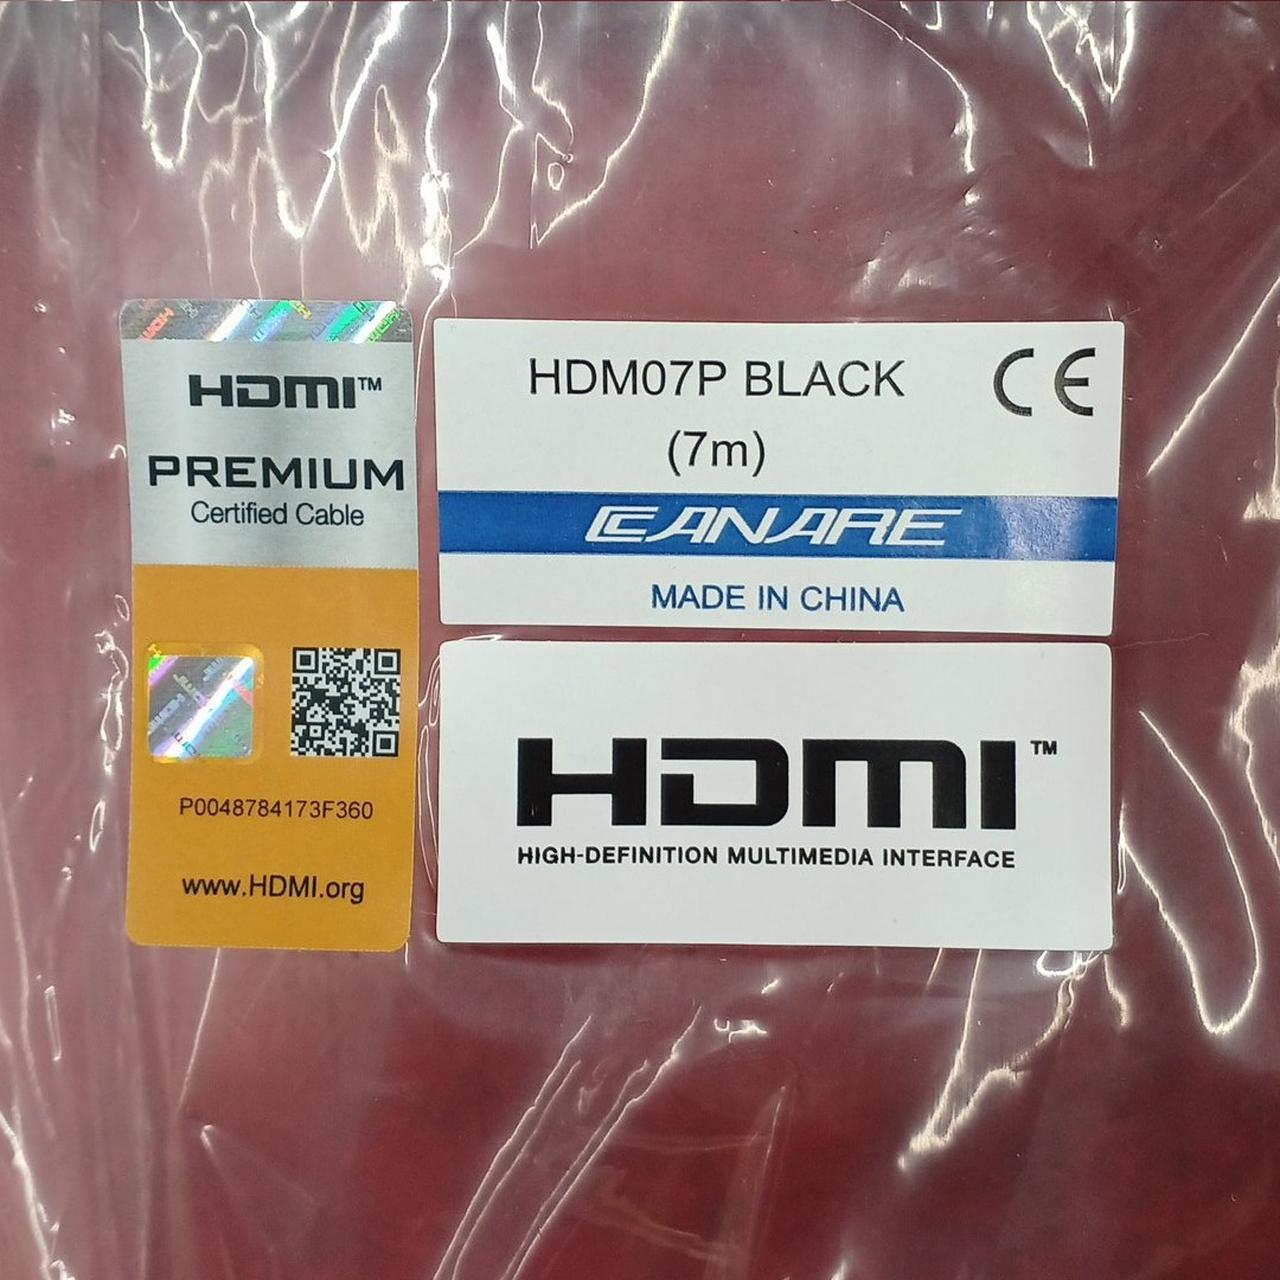 HDMI™
PREMIUM
Certified Cable
P0048784173F360
www.HDMI.org
HDM07P BLACK
CE
(7m)
CANARE
MADE IN CHINA
HDMI™
HIGH-DEFINITION MULTIMEDIA INTERFACE